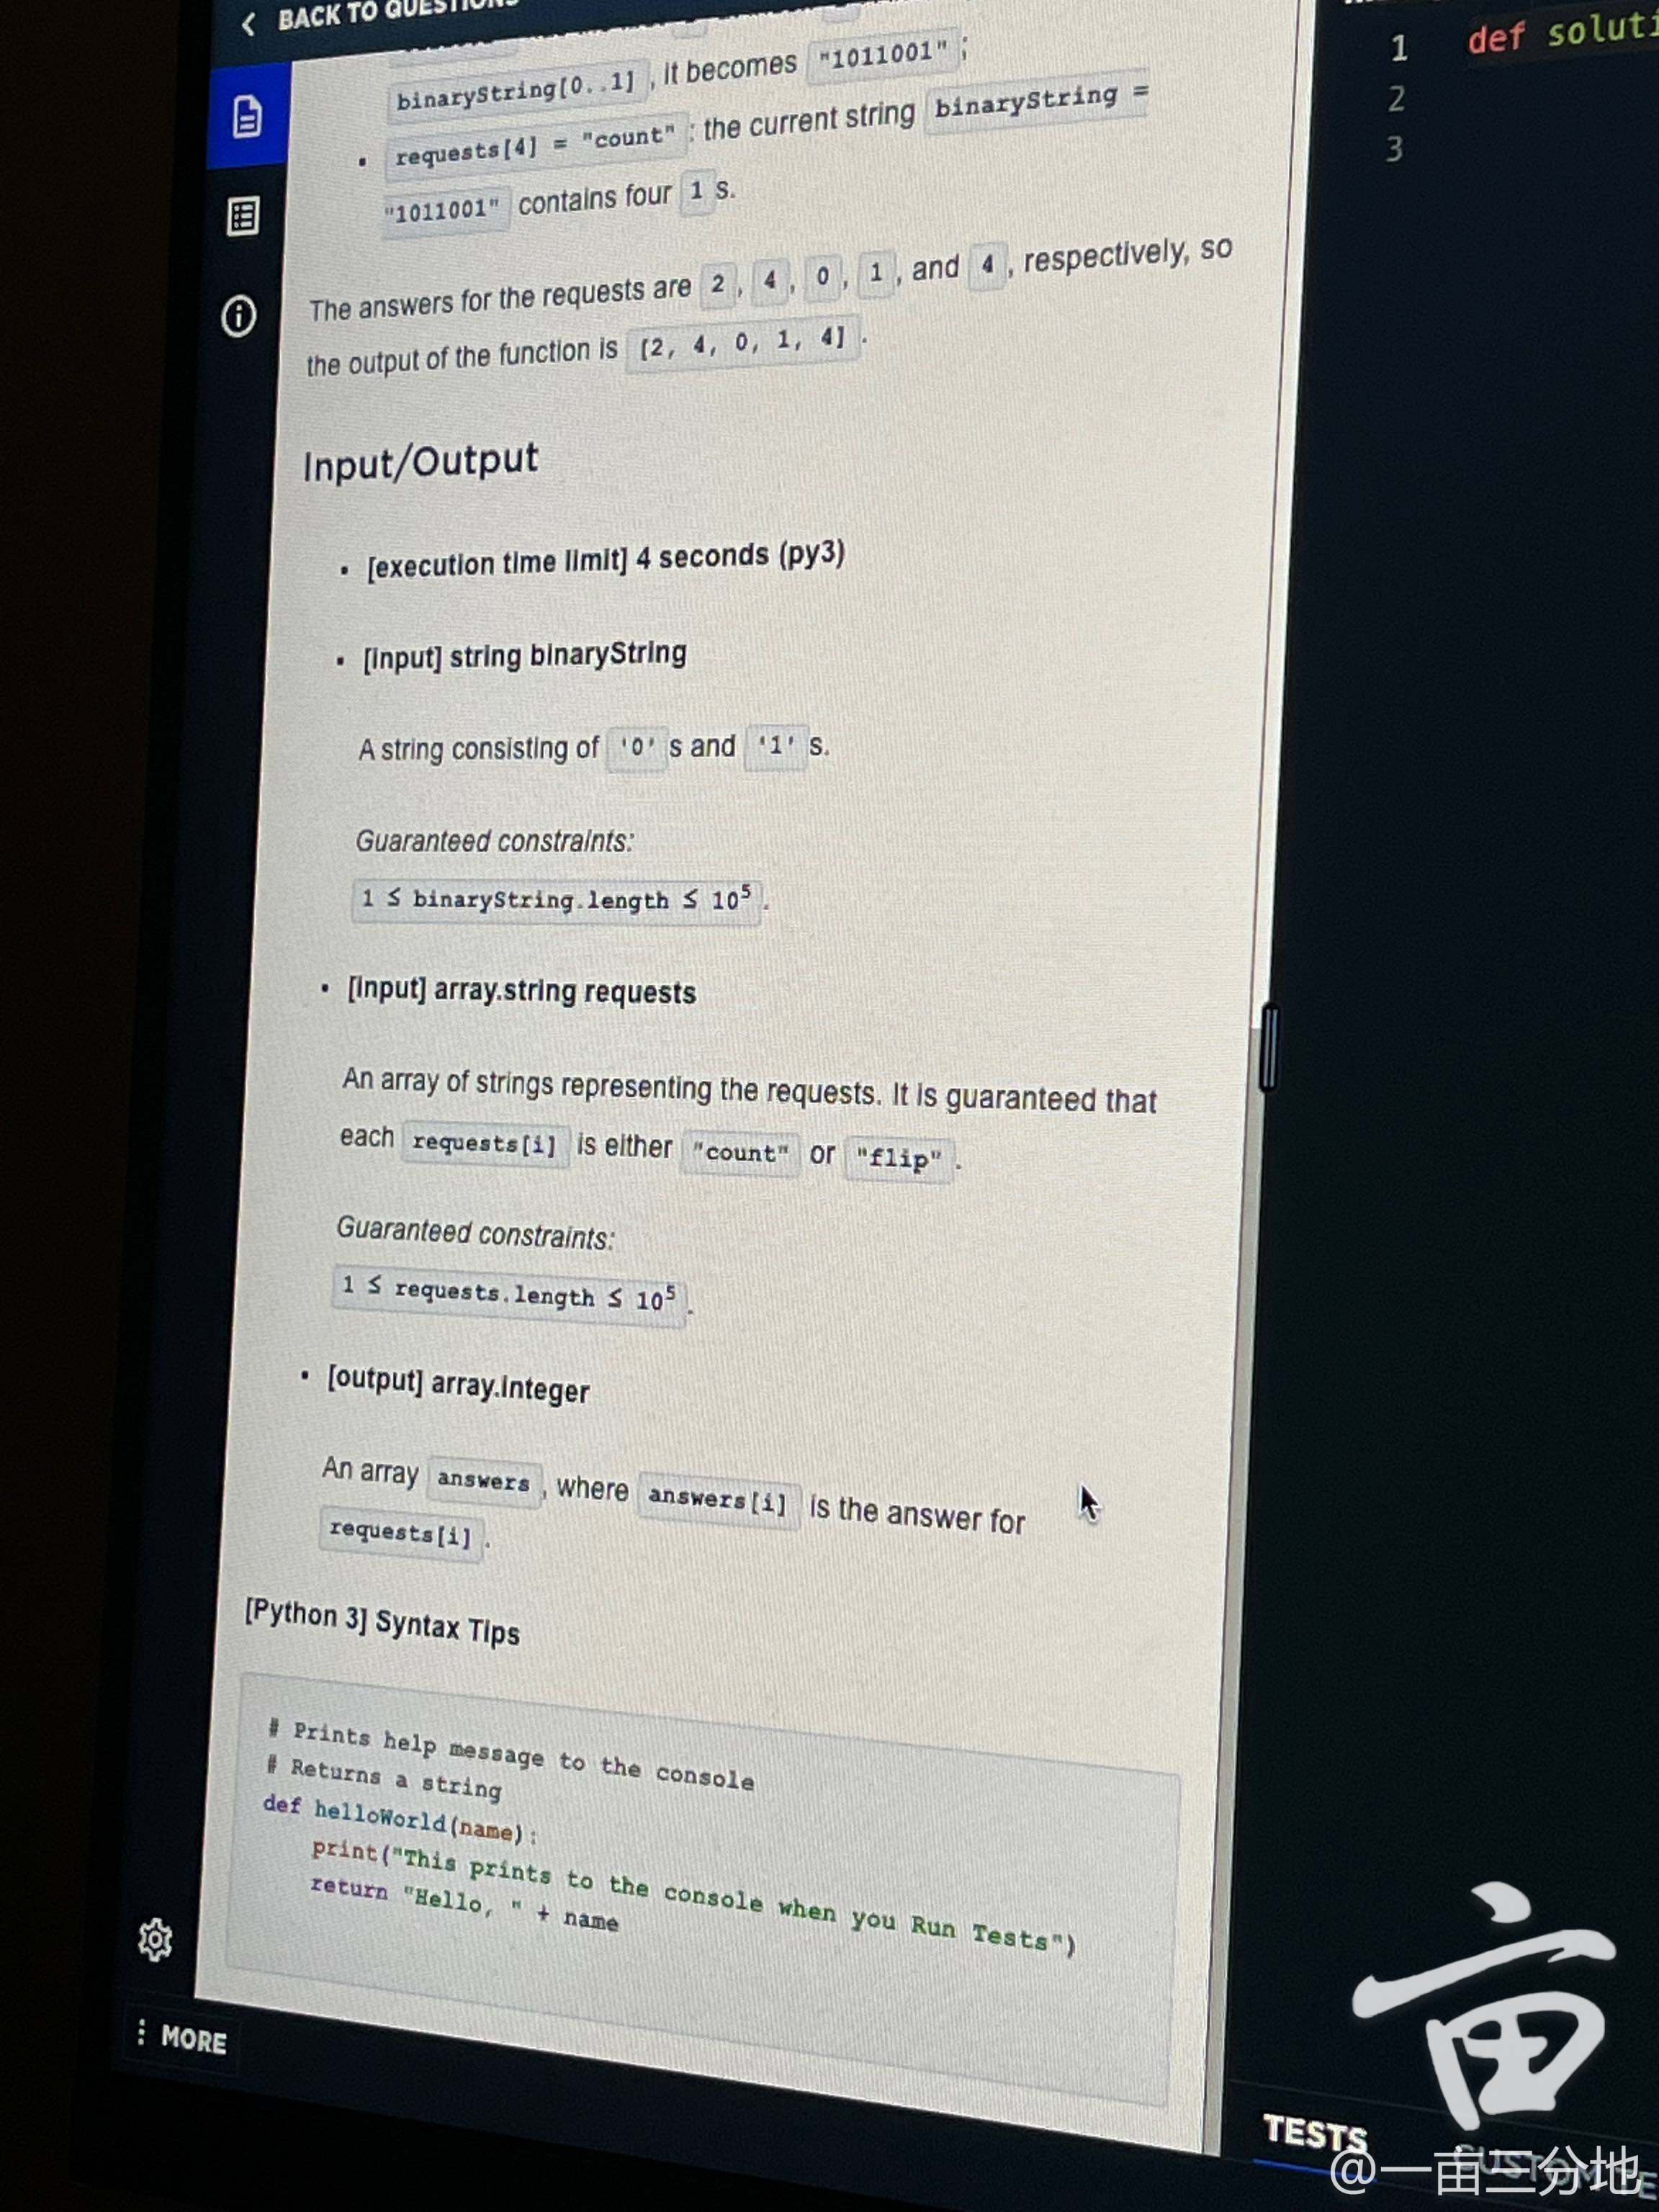 BACK TO QUESTIONS
binaryString[0..1] , it becomes "1011001" ;
requests[4] = "count" : the current string binaryString =
"1011001" contains four 1 s.
The answers for the requests are 2 , 4 , 0 , 1 , and 4 , respectively, so
the output of the function is [2, 4, 0, 1, 4] .
Input/Output
[execution time limit] 4 seconds (py3)
[input] string binaryString
A string consisting of '0' s and '1' s.
Guaranteed constraints:
1 ≤ binaryString.length ≤ 10⁵ .
[input] array.string requests
An array of strings representing the requests. It is guaranteed that
each requests[i] is either "count" or "flip" .
Guaranteed constraints:
1 ≤ requests.length ≤ 10⁵ .
[output] array.integer
An array answers , where answers[i] is the answer for
requests[i] .
[Python 3] Syntax Tips
# Prints help message to the console
# Returns a string
def helloWorld(name):
    print("This prints to the console when you Run Tests")
    return "Hello, " + name
MORE
1 def soluti
2
3
TESTS
亩
@一亩三分地